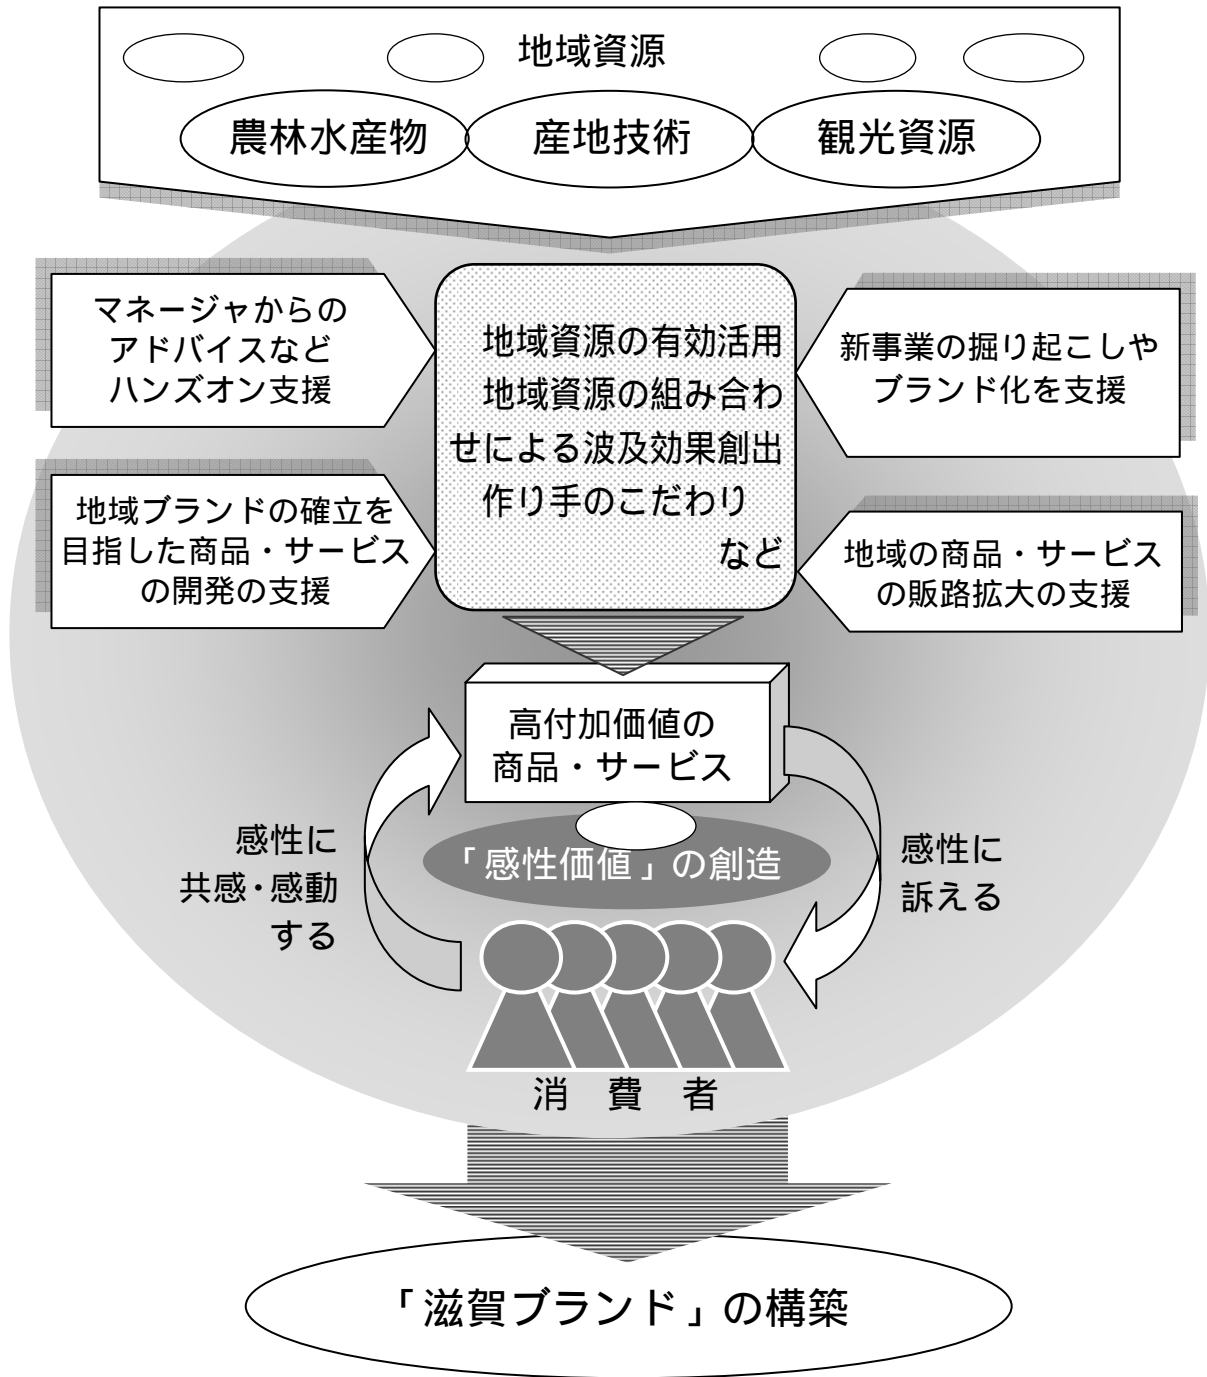 地域資源
農林水産物
産地技術
観光資源
マネージャからの
アドバイスなど
ハンズオン支援
地域資源の有効活用
地域資源の組み合わ
せによる波及効果創出
作り手のこだわり
など
新事業の掘り起こしや
ブランド化を支援
地域ブランドの確立を
目指した商品・サービス
の開発の支援
地域の商品・サービス
の販路拡大の支援
高付加価値の
商品・サービス
感性に
共感・感動
する
「感性価値」の創造
感性に
訴える
消費者
「滋賀ブランド」の構築